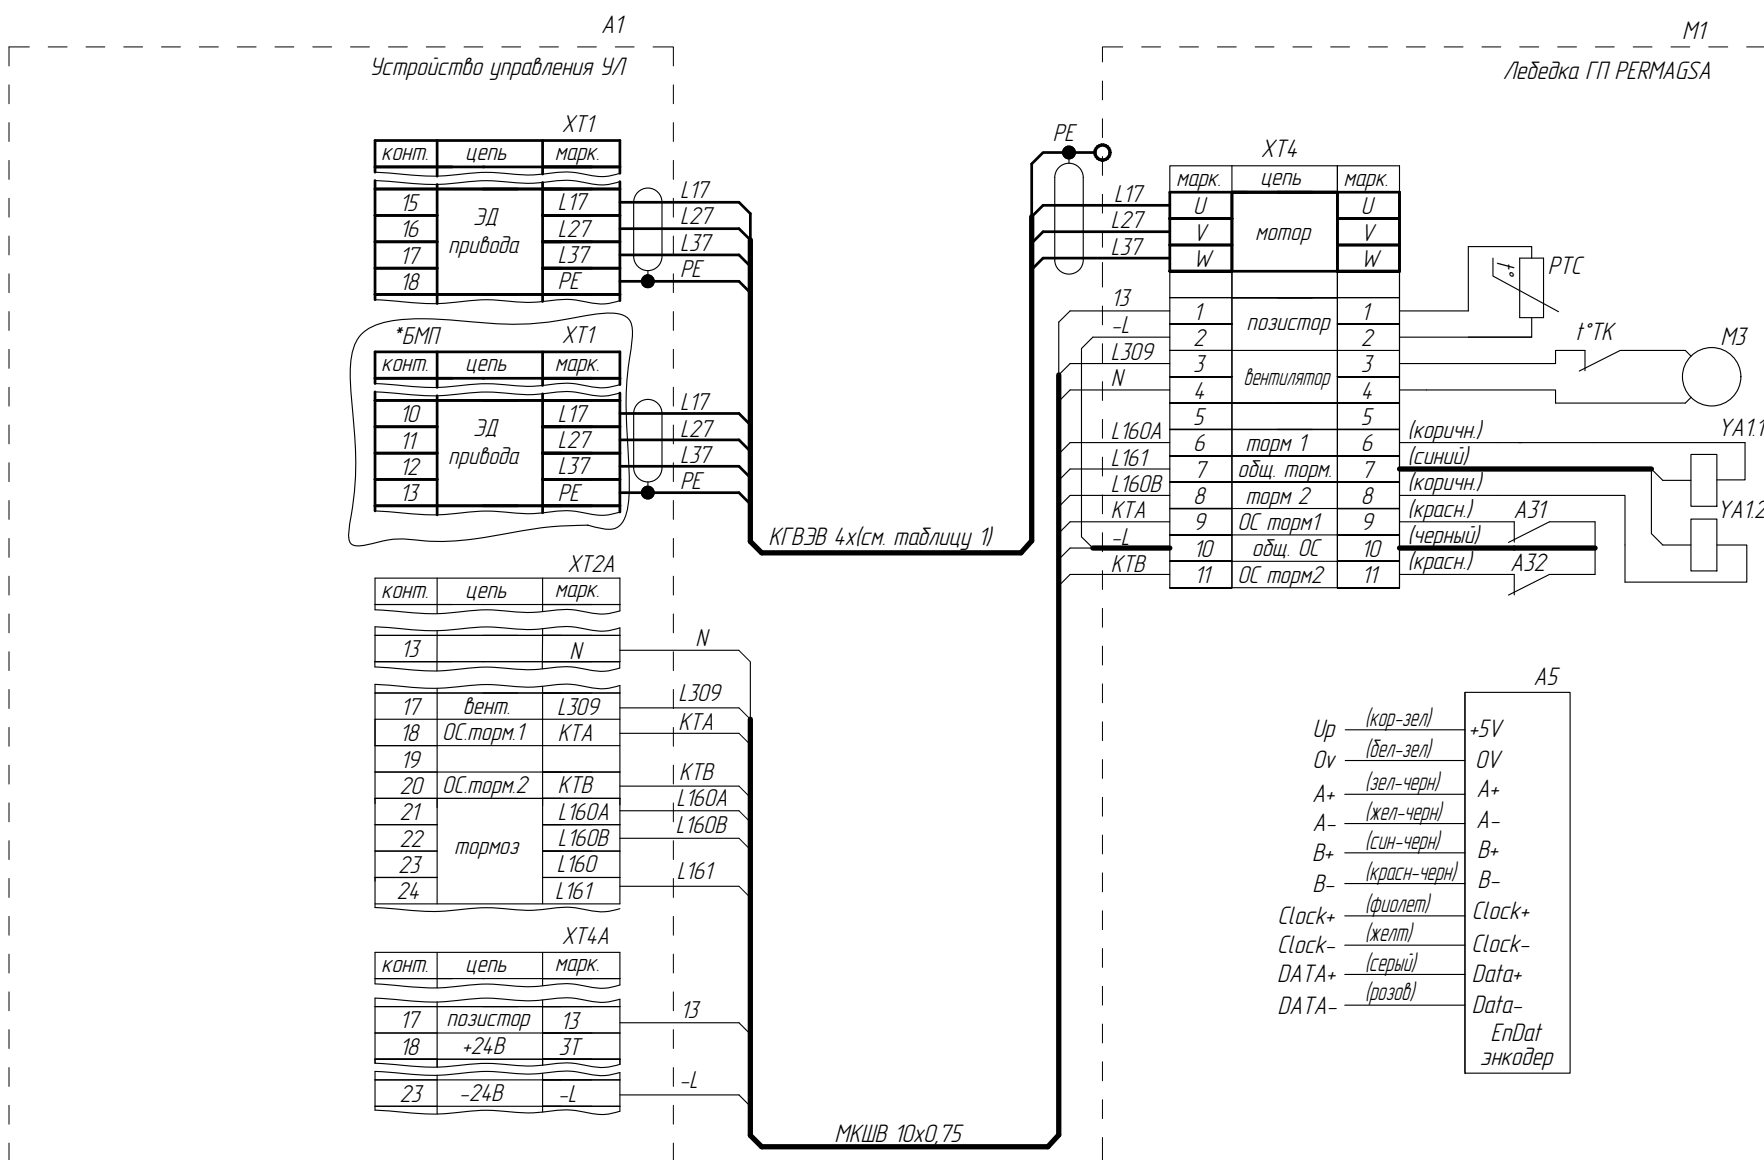 А1
Устройство управления УЛ
М1
Лебедка ГП PERMAGSA
XT1
конт. цепь марк.
15 L17
16 ЭД L27
17 привода L37
18 PE
L17
L27
L37
PE
*БМП XT1
конт. цепь марк.
10 L17
11 ЭД L27
12 привода L37
13 PE
L17
L27
L37
PE
КГВЭВ 4х(см. таблицу 1)
XT2A
конт. цепь марк.
13 N
17 вент. L309
18 ОС.торм.1 КТА
19
20 ОС.торм.2 КТВ
21 L160A
22 тормоз L160B
23 L160
24 L161
N
L309
КТА
КТВ
L160A
L160B
L161
XT4A
конт. цепь марк.
17 позистор 13
18 +24В 3Т
23 -24В -L
13
-L
МКШВ 10х0,75
PE
XT4
марк. цепь марк.
L17 U U
L27 V мотор V
L37 W W
13 1 позистор 1
-L 2 2
L309 3 вентилятор 3
N 4 4
5 5
L160A 6 торм 1 6 (коричн.)
L161 7 общ. торм. 7 (синий)
L160B 8 торм 2 8 (коричн.)
КТА 9 ОС торм1 9 (красн.)
-L 10 общ. ОС 10 (черный)
КТВ 11 ОС торм2 11 (красн.)
t°
PTC
t°TK
M3
YA1.1
YA1.2
A31
A32
A5
Up (кор-зел) +5V
0v (бел-зел) 0V
A+ (зел-черн) A+
A- (жел-черн) A-
B+ (син-черн) B+
B- (красн-черн) B-
Clock+ (фиолет) Clock+
Clock- (желт) Clock-
DATA+ (серый) Data+
DATA- (розов) Data-
EnDat
энкодер